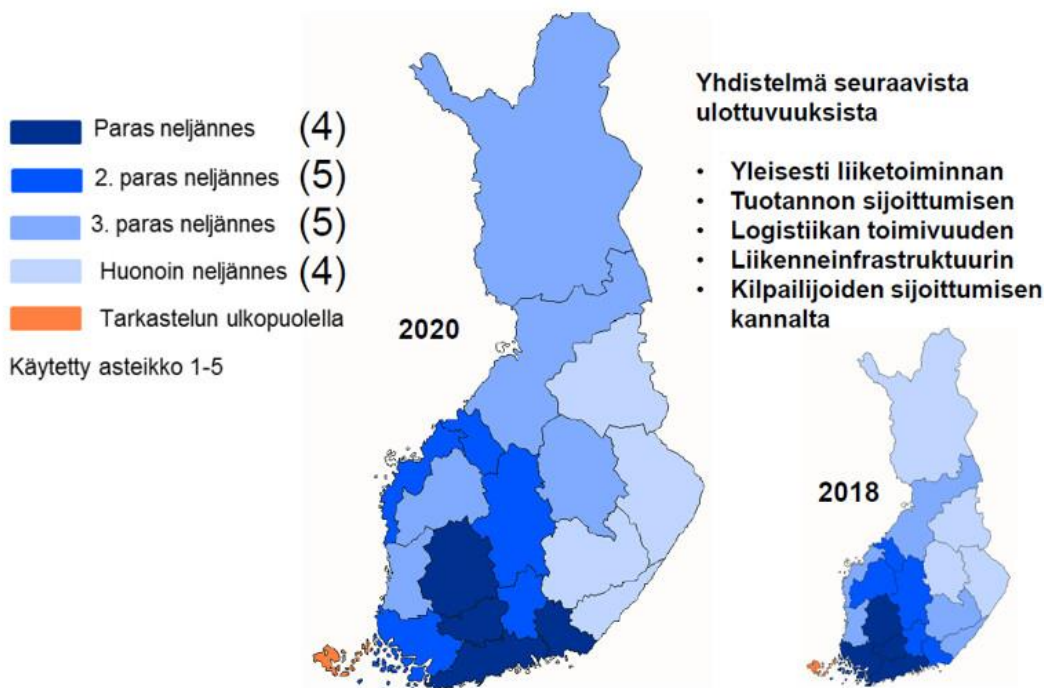 Paras neljännes (4)
2. paras neljännes (5)
3. paras neljännes (5)
Huonoin neljännes (4)
Tarkastelun ulkopuolella
Käytetty asteikko 1-5
2020
Yhdistelmä seuraavista
ulottuvuuksista
• Yleisesti liiketoiminnan
• Tuotannon sijoittumisen
• Logistiikan toimivuuden
• Liikenneinfrastruktuurin
• Kilpailijoiden sijoittumisen
kannalta
2018